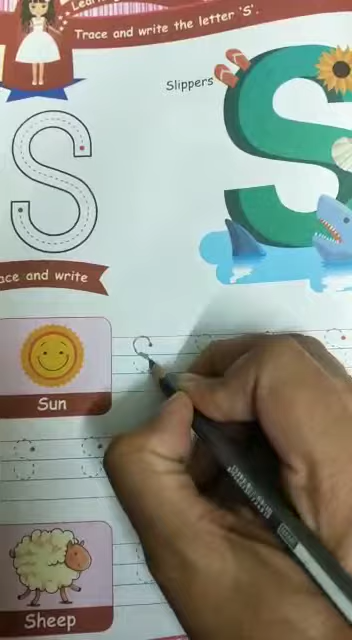 Trace and write the letter 'S'.
Slippers
S
S
ace and write
Sun
Sheep